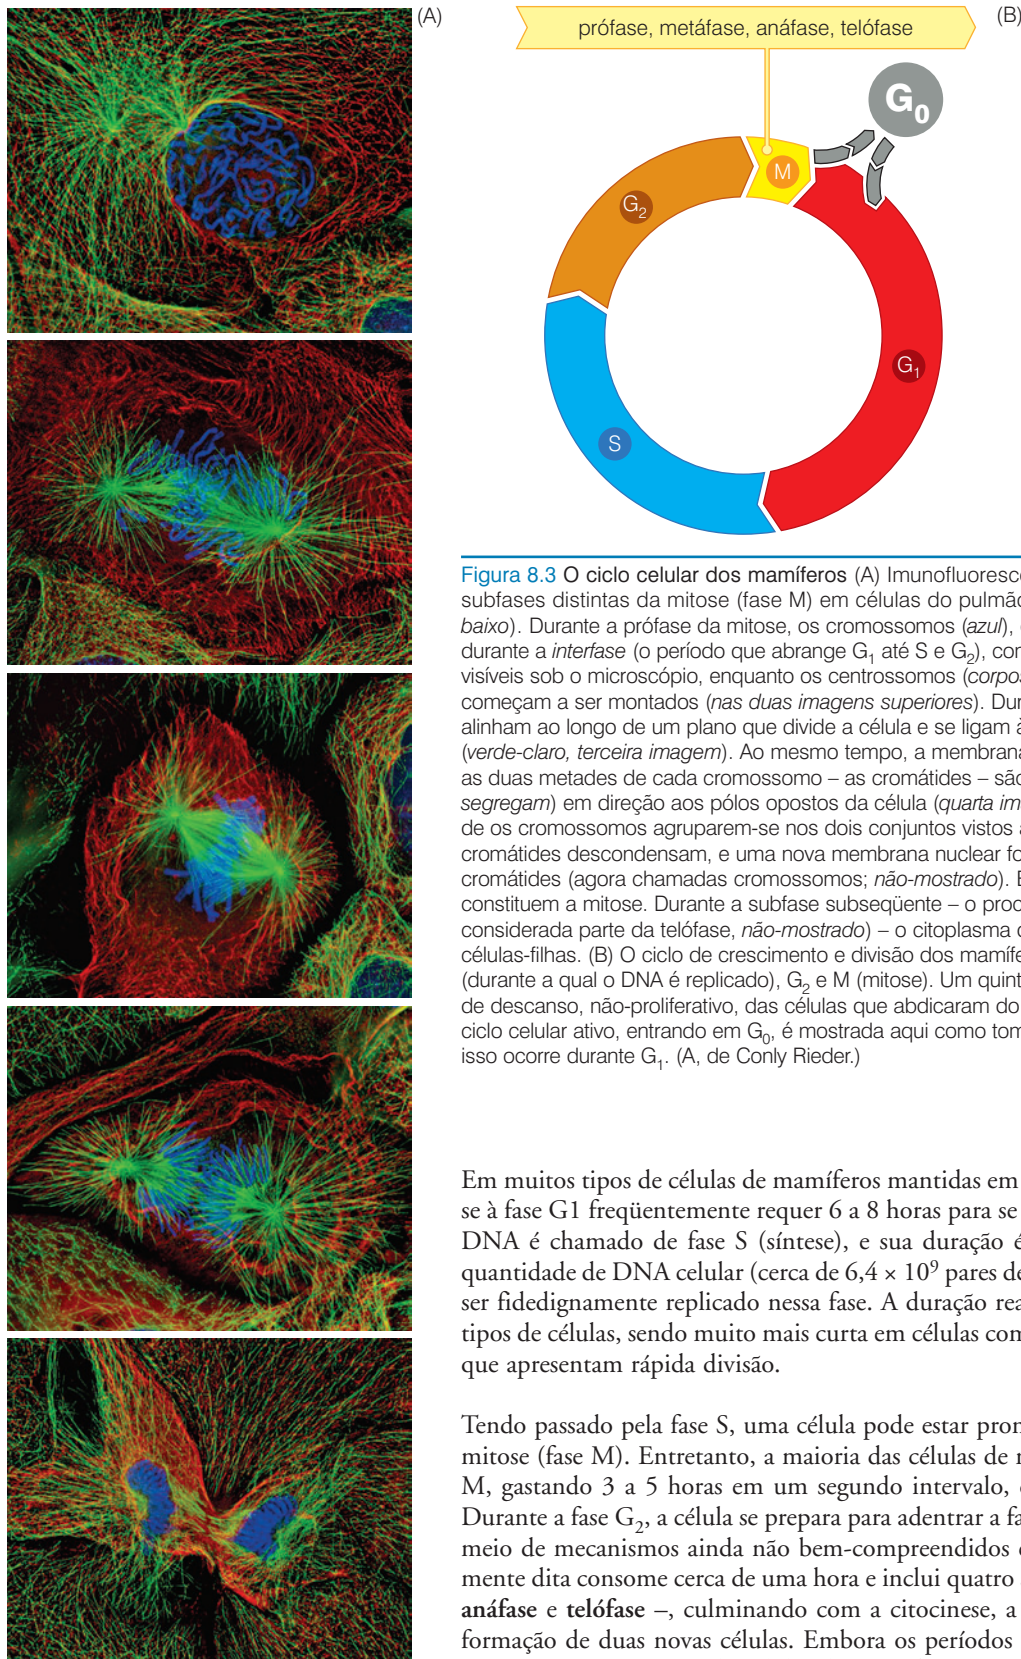 (A)
prófase, metáfase, anáfase, telófase
(B)
G0
M
G2
G1
S
Figura 8.3 O ciclo celular dos mamíferos (A) Imunofluoresc
subfases distintas da mitose (fase M) em células do pulmão
baixo). Durante a prófase da mitose, os cromossomos (azul),
durante a interfase (o período que abrange G1 até S e G2), con
visíveis sob o microscópio, enquanto os centrossomos (corpos
começam a ser montados (nas duas imagens superiores). Dur
alinham ao longo de um plano que divide a célula e se ligam à
(verde-claro, terceira imagem). Ao mesmo tempo, a membrana
as duas metades de cada cromossomo – as cromátides – são
segregam) em direção aos pólos opostos da célula (quarta im
de os cromossomos agruparem-se nos dois conjuntos vistos a
cromátides descondensam, e uma nova membrana nuclear fo
cromátides (agora chamadas cromossomos; não-mostrado). E
constituem a mitose. Durante a subfase subseqüente – o proc
considerada parte da telófase, não-mostrado) – o citoplasma
células-filhas. (B) O ciclo de crescimento e divisão dos mamífe
(durante a qual o DNA é replicado), G2 e M (mitose). Um quint
de descanso, não-proliferativo, das células que abdicaram do
ciclo celular ativo, entrando em G0, é mostrada aqui como tom
isso ocorre durante G1. (A, de Conly Rieder.)
Em muitos tipos de células de mamíferos mantidas em
se à fase G1 freqüentemente requer 6 a 8 horas para se
DNA é chamado de fase S (síntese), e sua duração é
quantidade de DNA celular (cerca de 6,4 × 10⁹ pares de
ser fidedignamente replicado nessa fase. A duração rea
tipos de células, sendo muito mais curta em células com
que apresentam rápida divisão.
Tendo passado pela fase S, uma célula pode estar pron
mitose (fase M). Entretanto, a maioria das células de
M, gastando 3 a 5 horas em um segundo intervalo,
Durante a fase G2, a célula se prepara para adentrar a fa
meio de mecanismos ainda não bem-compreendidos
mente dita consome cerca de uma hora e inclui quatro
anáfase e telófase –, culminando com a citocinese, a
formação de duas novas células. Embora os períodos